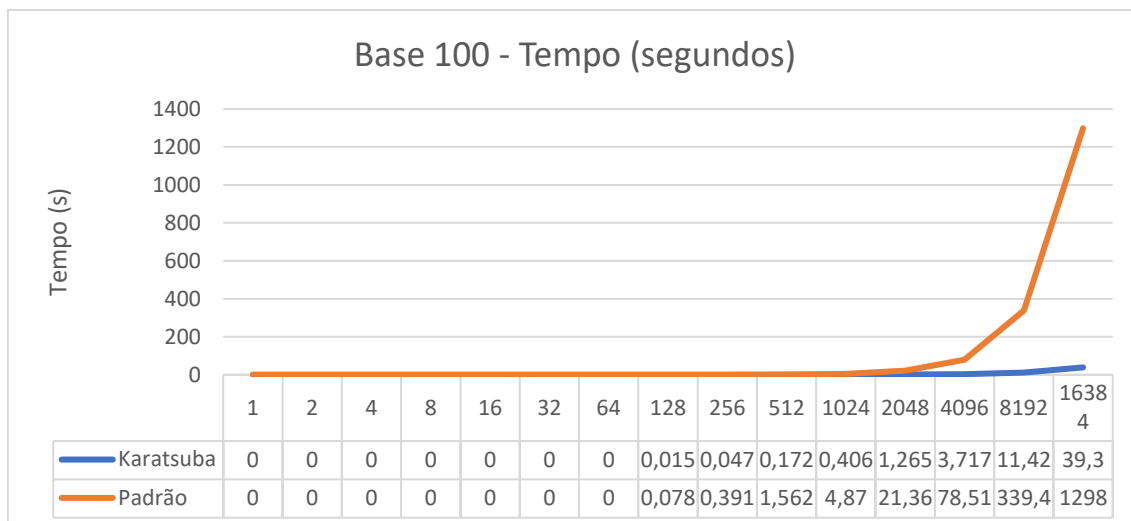 Base 100 - Tempo (segundos)
Tempo (s)
1400
1200
1000
800
600
400
200
0
1 2 4 8 16 32 64 128 256 512 1024 2048 4096 8192 1638
4
Karatsuba 0 0 0 0 0 0 0 0,015 0,047 0,172 0,406 1,265 3,717 11,42 39,3
Padrão 0 0 0 0 0 0 0 0,078 0,391 1,562 4,87 21,36 78,51 339,4 1298